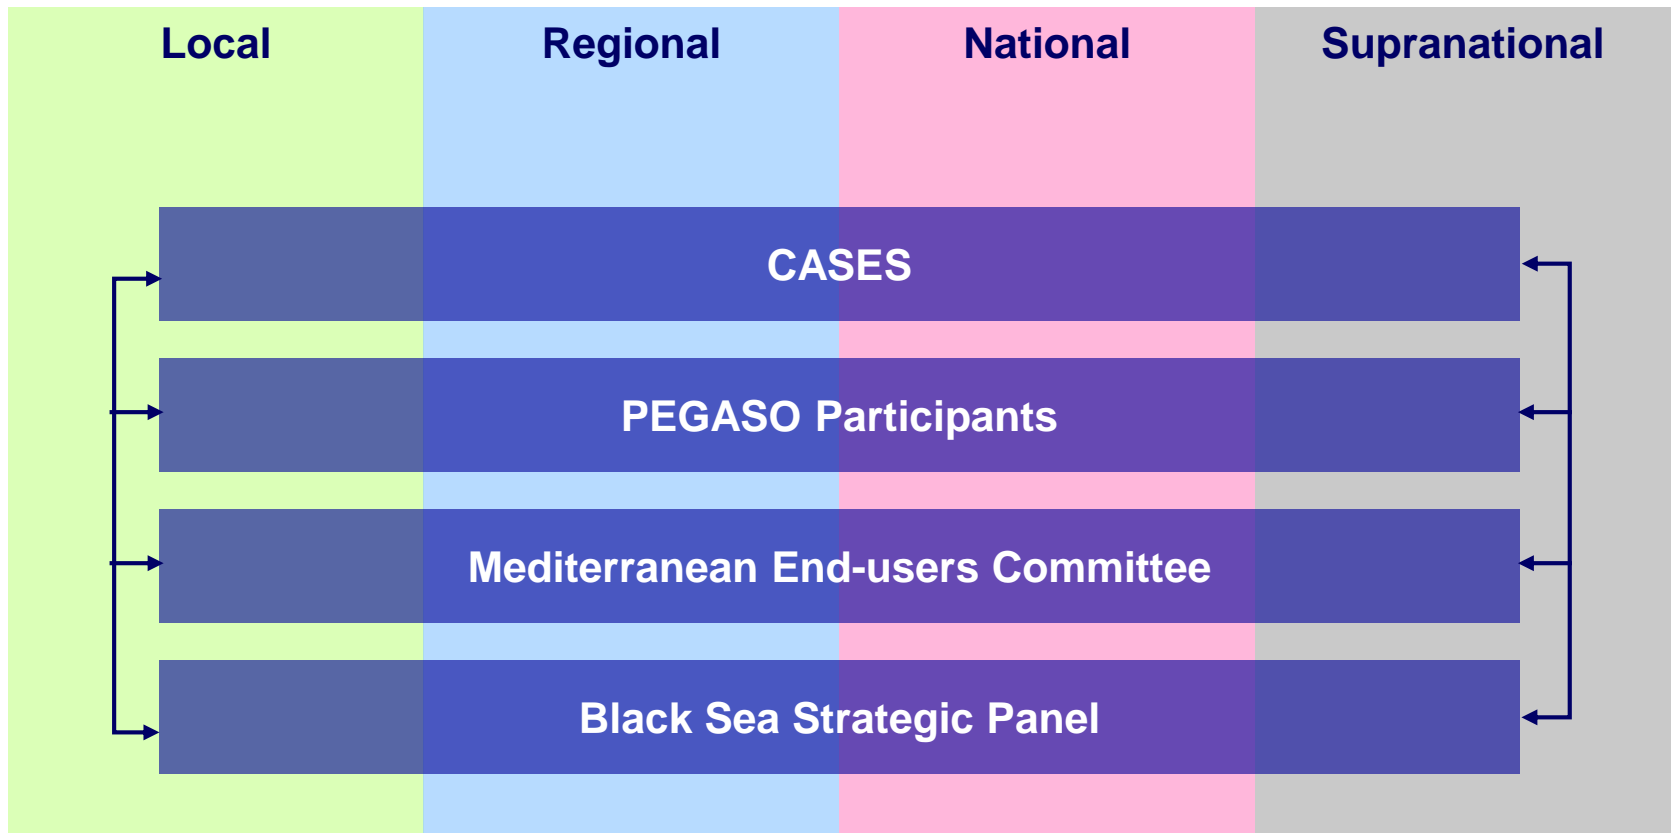 Local
Regional
National
Supranational
CASES
PEGASO Participants
Mediterranean End-users Committee
Black Sea Strategic Panel